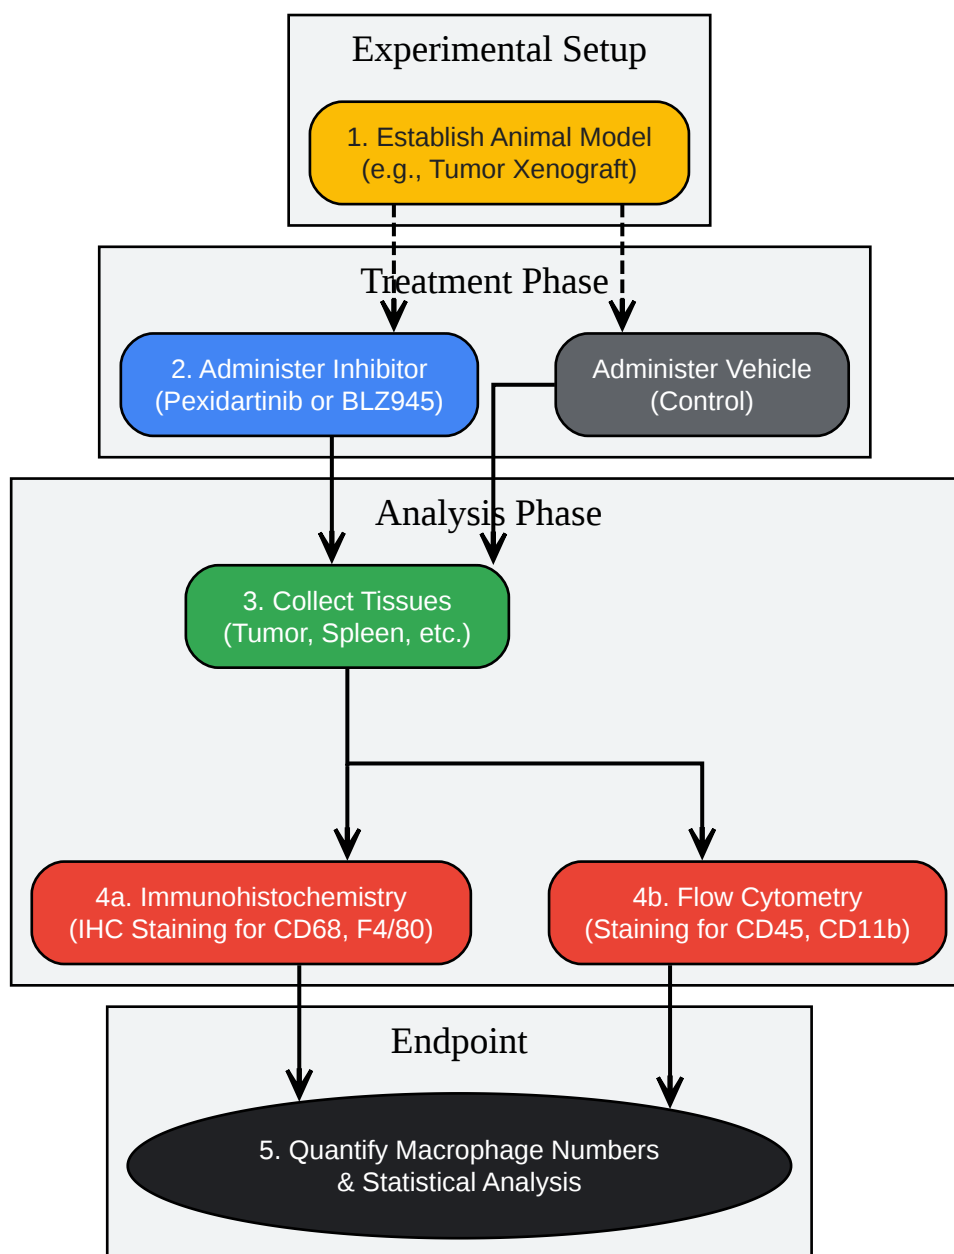 Experimental Setup
1. Establish Animal Model
(e.g., Tumor Xenograft)
Treatment Phase
2. Administer Inhibitor
(Pexidartinib or BLZ945)
Administer Vehicle
(Control)
Analysis Phase
3. Collect Tissues
(Tumor, Spleen, etc.)
4a. Immunohistochemistry
(IHC Staining for CD68, F4/80)
4b. Flow Cytometry
(Staining for CD45, CD11b)
Endpoint
5. Quantify Macrophage Numbers
& Statistical Analysis